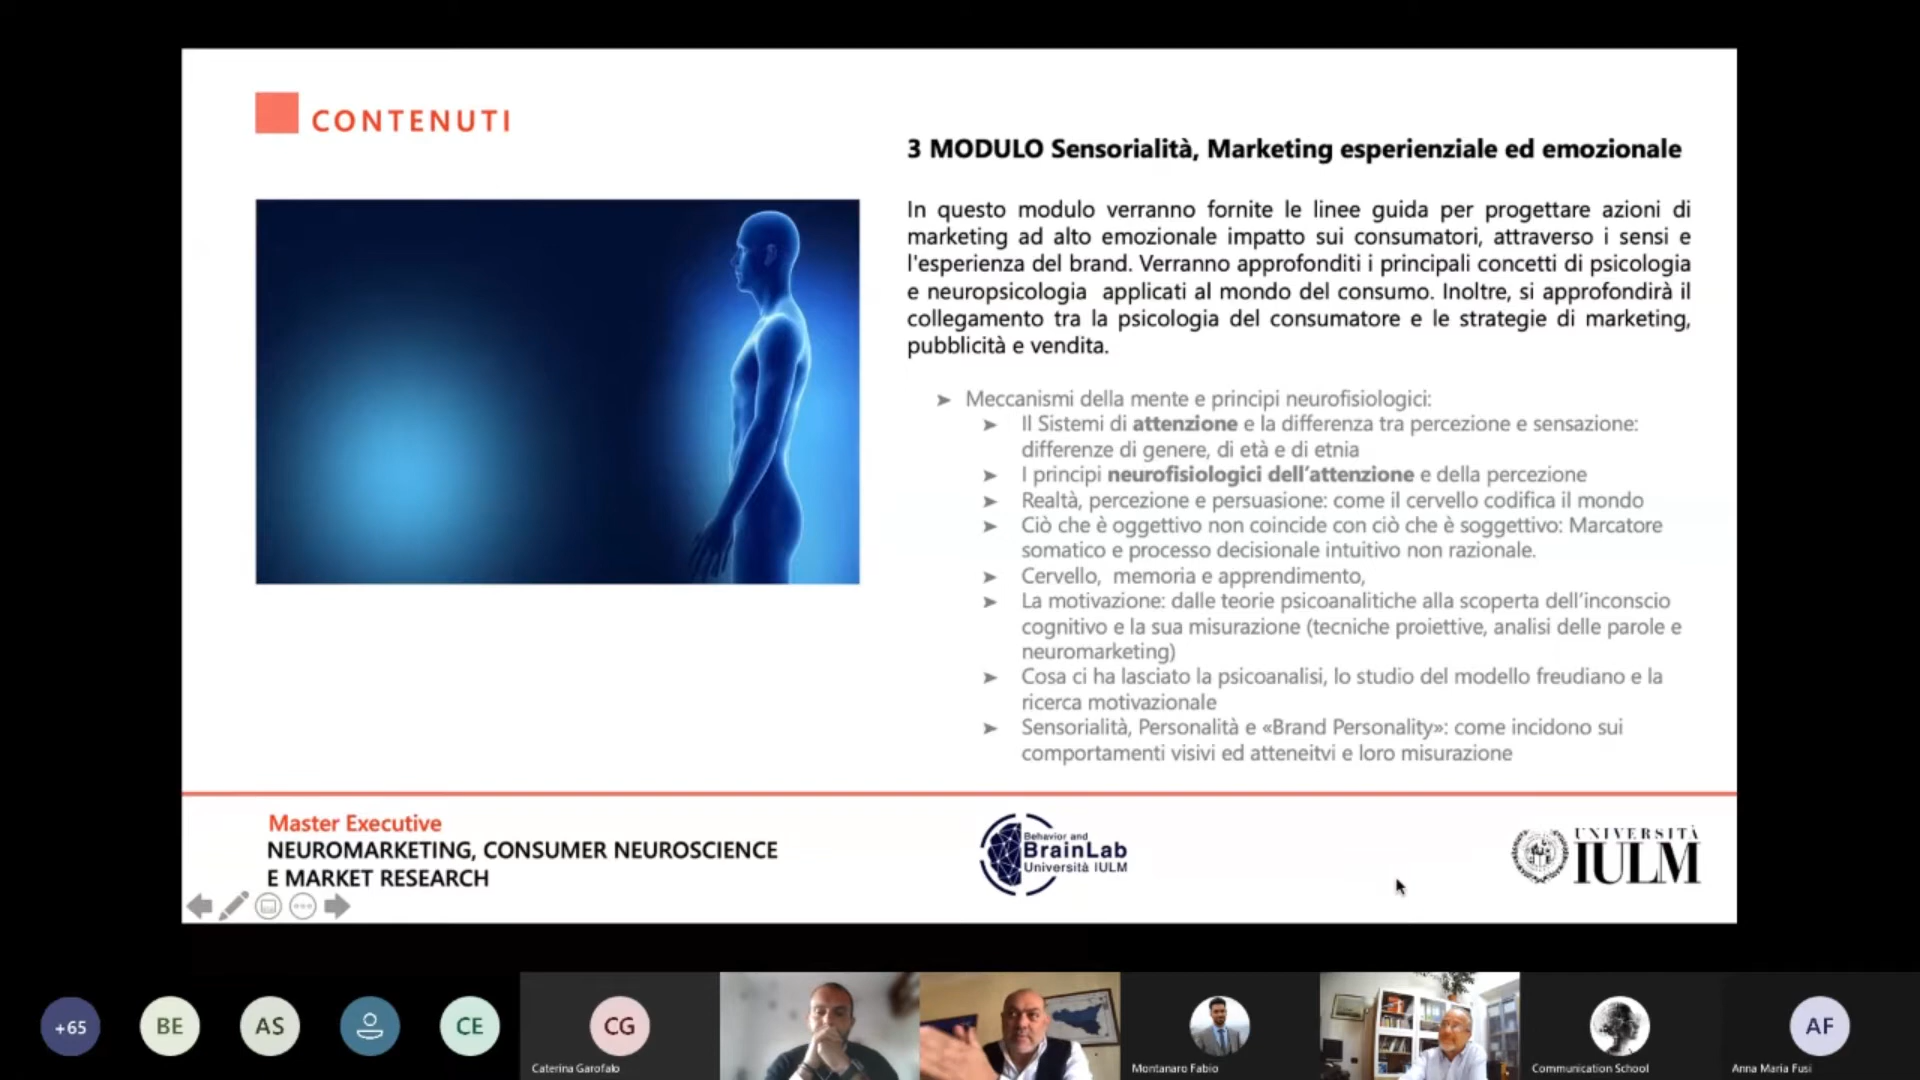 CONTENUTI
3 MODULO Sensorialità, Marketing esperienziale ed emozionale
In questo modulo verranno fornite le linee guida per progettare azioni di
marketing ad alto emozionale impatto sui consumatori, attraverso i sensi e
l'esperienza del brand. Verranno approfonditi i principali concetti di psicologia
e neuropsicologia applicati al mondo del consumo. Inoltre, si approfondirà il
collegamento tra la psicologia del consumatore e le strategie di marketing,
pubblicità e vendita.
➤ Meccanismi della mente e principi neurofisiologici:
➤ Il Sistemi di attenzione e la differenza tra percezione e sensazione:
differenze di genere, di età e di etnia
➤ I principi neurofisiologici dell'attenzione e della percezione
➤ Realtà, percezione e persuasione: come il cervello codifica il mondo
➤ Ciò che è oggettivo non coincide con ciò che è soggettivo: Marcatore
somatico e processo decisionale intuitivo non razionale.
➤ Cervello, memoria e apprendimento,
➤ La motivazione: dalle teorie psicoanalitiche alla scoperta dell'inconscio
cognitivo e la sua misurazione (tecniche proiettive, analisi delle parole e
neuromarketing)
➤ Cosa ci ha lasciato la psicoanalisi, lo studio del modello freudiano e la
ricerca motivazionale
➤ Sensorialità, Personalità e «Brand Personality»: come incidono sui
comportamenti visivi ed atteneitvi e loro misurazione
Master Executive
NEUROMARKETING, CONSUMER NEUROSCIENCE
E MARKET RESEARCH
Behavior and
BrainLab
Università IULM
UNIVERSITÀ
IULM
+65
BE
AS
CE
CG
AF
Caterina Garofalo
Montanaro Fabio
Communication School
Anna Maria Fusi